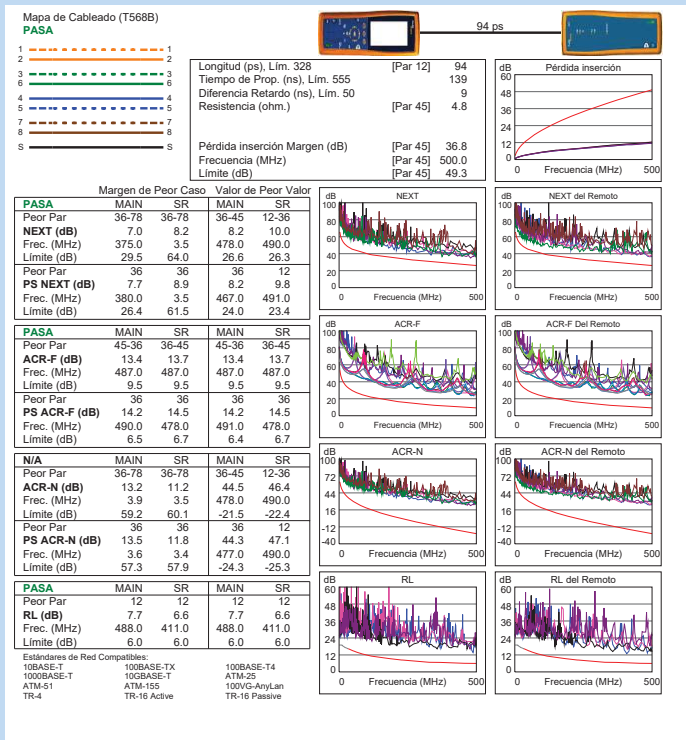 Mapa de Cableado (T568B)
PASA
1 1
2 2
3 3
6 6
4 4
5 5
7 7
8 8
S S
94 ps
Longitud (ps), Lím. 328 [Par 12] 94
Tiempo de Prop. (ns), Lím. 555 139
Diferencia Retardo (ns), Lím. 50 9
Resistencia (ohm.) [Par 45] 4.8
Pérdida inserción Margen (dB) [Par 45] 36.8
Frecuencia (MHz) [Par 45] 500.0
Límite (dB) [Par 45] 49.3
dB Pérdida inserción
60
48
36
24
12
0
0 Frecuencia (MHz) 500
Margen de Peor Caso Valor de Peor Valor
PASA MAIN SR MAIN SR
Peor Par 36-78 36-78 36-45 12-36
NEXT (dB) 7.0 8.2 8.2 10.0
Frec. (MHz) 375.0 3.5 478.0 490.0
Límite (dB) 29.5 64.0 26.6 26.3
Peor Par 36 36 36 12
PS NEXT (dB) 7.7 8.9 8.2 9.8
Frec. (MHz) 380.0 3.5 467.0 491.0
Límite (dB) 26.4 61.5 24.0 23.4
dB NEXT
100
80
60
40
20
0
0 Frecuencia (MHz) 500
dB NEXT del Remoto
100
80
60
40
20
0
0 Frecuencia (MHz) 500
PASA MAIN SR MAIN SR
Peor Par 45-36 36-45 45-36 36-45
ACR-F (dB) 13.4 13.7 13.4 13.7
Frec. (MHz) 487.0 487.0 487.0 487.0
Límite (dB) 9.5 9.5 9.5 9.5
Peor Par 36 36 36 36
PS ACR-F (dB) 14.2 14.5 14.2 14.5
Frec. (MHz) 490.0 478.0 491.0 478.0
Límite (dB) 6.5 6.7 6.4 6.7
dB ACR-F
100
80
60
40
20
0
0 Frecuencia (MHz) 500
dB ACR-F Del Remoto
100
80
60
40
20
0
0 Frecuencia (MHz) 500
N/A MAIN SR MAIN SR
Peor Par 36-78 36-78 36-45 12-36
ACR-N (dB) 13.2 11.2 44.5 46.4
Frec. (MHz) 3.9 3.5 478.0 490.0
Límite (dB) 59.2 60.1 -21.5 -22.4
Peor Par 36 36 36 12
PS ACR-N (dB) 13.5 11.8 44.3 47.1
Frec. (MHz) 3.6 3.4 477.0 490.0
Límite (dB) 57.3 57.9 -24.3 -25.3
dB ACR-N
100
72
44
16
-12
-40
0 Frecuencia (MHz) 500
dB ACR-N del Remoto
100
72
44
16
-12
-40
0 Frecuencia (MHz) 500
PASA MAIN SR MAIN SR
Peor Par 12 12 12 12
RL (dB) 7.7 6.6 7.7 6.6
Frec. (MHz) 488.0 411.0 488.0 411.0
Límite (dB) 6.0 6.0 6.0 6.0
dB RL
60
48
36
24
12
0
0 Frecuencia (MHz) 500
dB RL del Remoto
60
48
36
24
12
0
0 Frecuencia (MHz) 500
Estándares de Red Compatibles:
10BASE-T 100BASE-TX 100BASE-T4
1000BASE-T 10GBASE-T ATM-25
ATM-51 ATM-155 100VG-AnyLan
TR-4 TR-16 Active TR-16 Passive